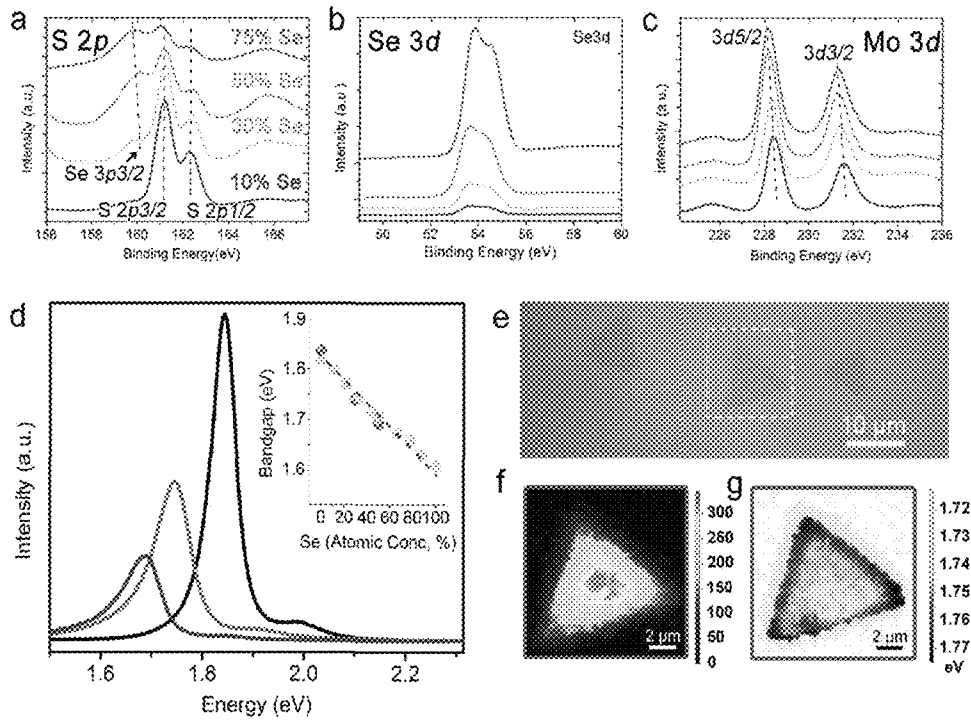 a
S 2p
75% Se
50% Se
30% Se
10% Se
Se 3p3/2
S 2p3/2
S 2p1/2
Intensity (a.u.)
158 158 160 162 164 166
Binding Energy(eV)
b
Se 3d
Se3d
Intensity (a.u.)
50 52 54 56 58 60
Binding Energy (eV)
c
3d5/2
3d3/2
Mo 3d
Intensity (a.u.)
226 228 230 232 234 236
Binding Energy (eV)
d
Intensity (a.u.)
1.6 1.8 2.0 2.2
Energy (eV)
Bandgap (eV)
1.9
1.8
1.7
1.6
0 20 40 60 80100
Se (Atomic Conc, %)
e
10 µm
f
2 µm
300
260
200
150
100
50
0
g
2 µm
1.72
1.73
1.74
1.75
1.76
1.77
eV